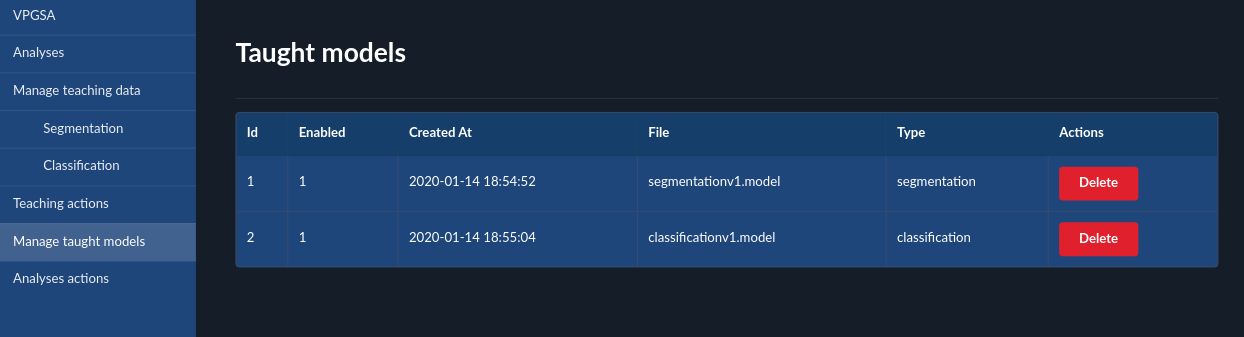 VPGSA
Analyses
Manage teaching data
Segmentation
Classification
Teaching actions
Manage taught models
Analyses actions
Taught models
Id Enabled Created At File Type Actions
1 1 2020-01-14 18:54:52 segmentationv1.model segmentation Delete
2 1 2020-01-14 18:55:04 classificationv1.model classification Delete